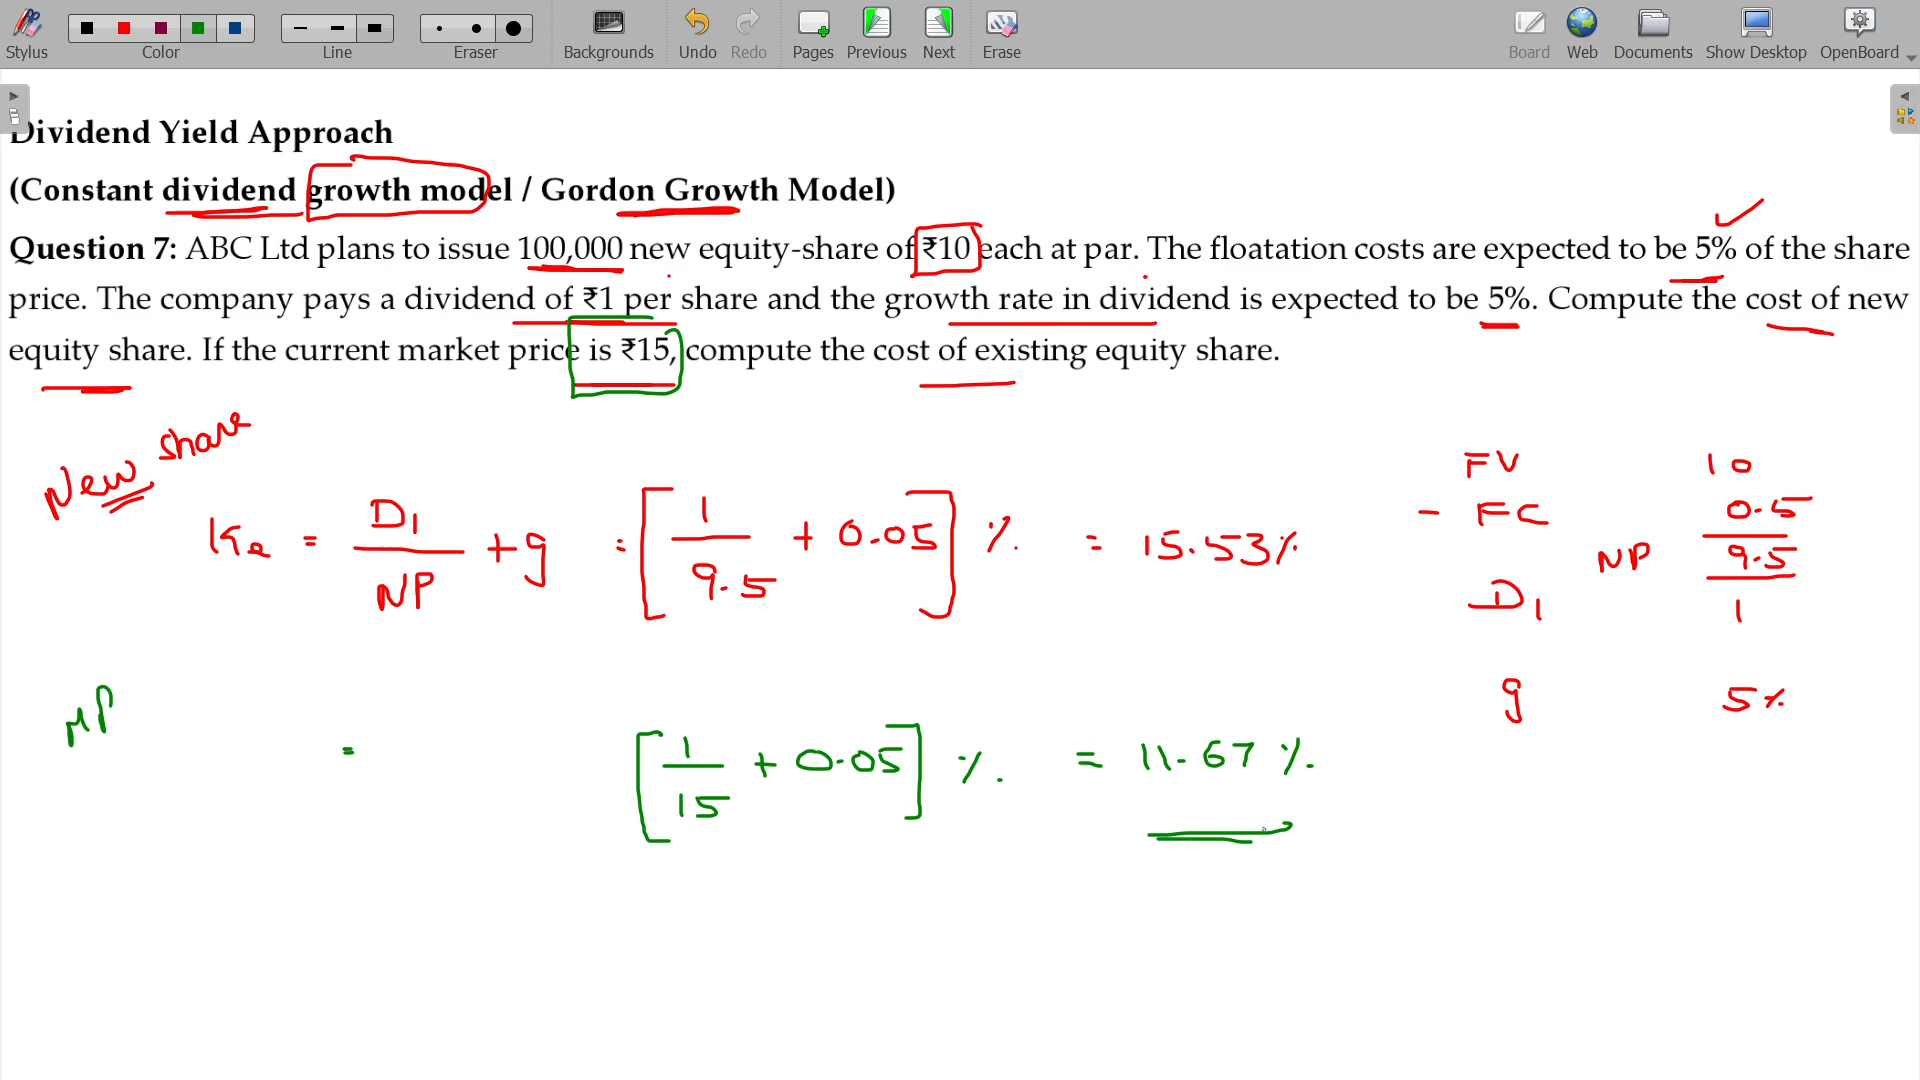 Stylus Color Line Eraser Backgrounds Undo Redo Pages Previous Next Erase Board Web Documents Show Desktop OpenBoard
Dividend Yield Approach
(Constant dividend growth model / Gordon Growth Model)
Question 7: ABC Ltd plans to issue 100,000 new equity-share of ₹10 each at par. The floatation costs are expected to be 5% of the share
price. The company pays a dividend of ₹1 per share and the growth rate in dividend is expected to be 5%. Compute the cost of new
equity share. If the current market price is ₹15, compute the cost of existing equity share.
New share
Ke = D1 / NP + g = [1 / 9.5 + 0.05] % = 15.53%
FV 10
- FC 0.5
NP 9.5
D1 1
g 5%
MP = [1 / 15 + 0.05] % = 11.67 %